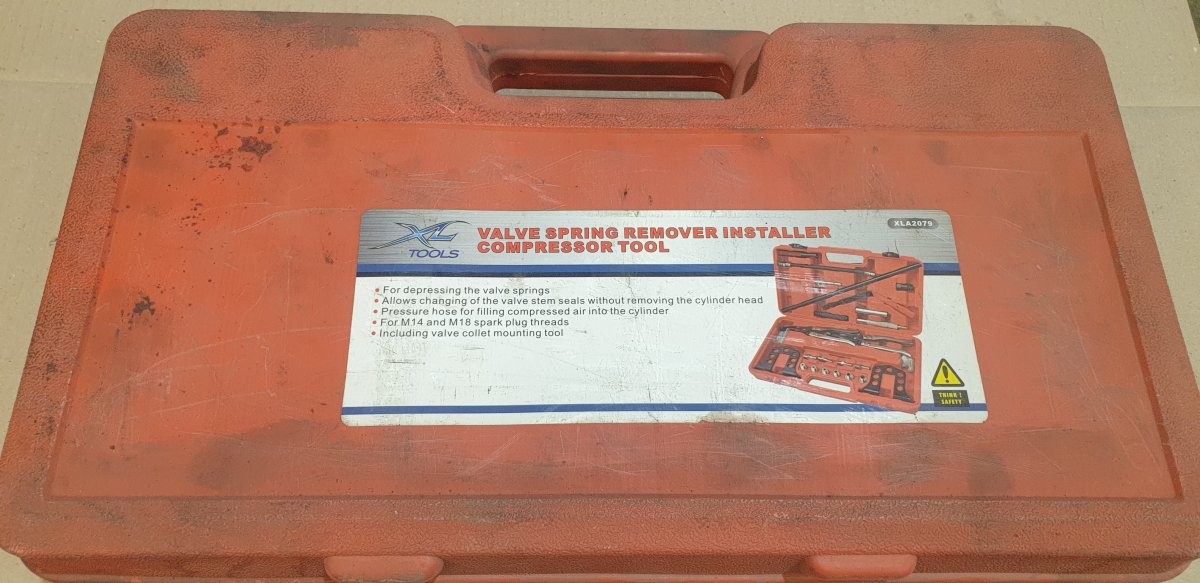 XL TOOLS
VALVE SPRING REMOVER INSTALLER
COMPRESSOR TOOL
XLA2079
• For depressing the valve springs
• Allows changing of the valve stem seals without removing the cylinder head
• Pressure hose for filling compressed air into the cylinder
• For M14 and M18 spark plug threads
• Including valve collet mounting tool
THINK !
SAFETY